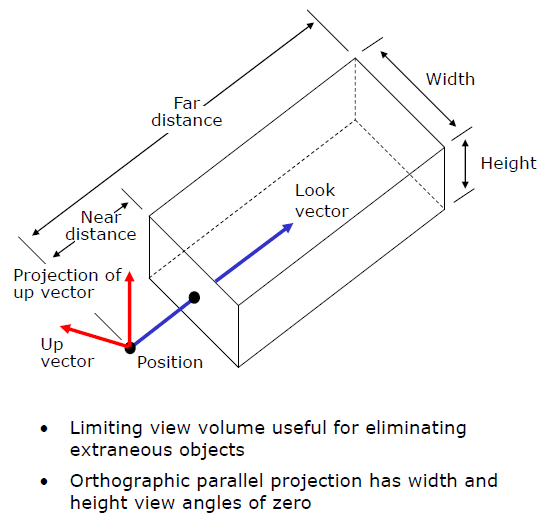 Width
Far
distance
Height
Look
vector
Near
distance
Projection of
up vector
Up
vector
Position
• Limiting view volume useful for eliminating
extraneous objects
• Orthographic parallel projection has width and
height view angles of zero